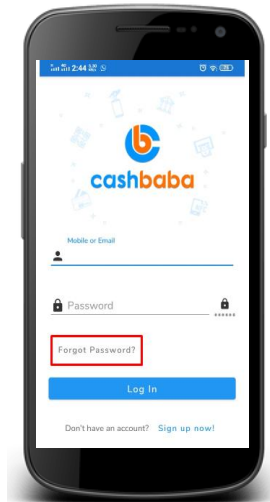 2:44
cashbaba
Mobile or Email
Password
Forgot Password?
Log In
Don't have an account? Sign up now!